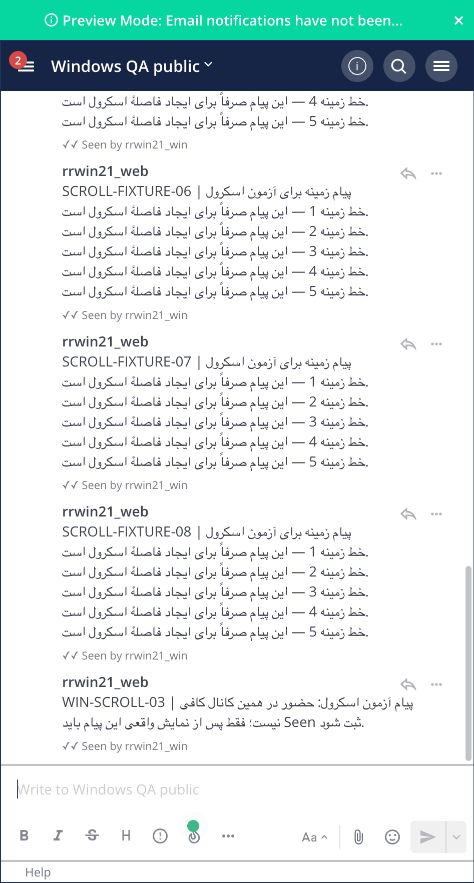 Preview Mode: Email notifications have not been...
2
Windows QA public
خط زمینه 4 — این پیام صرفاً برای ایجاد فاصلهٔ اسکرول است.
خط زمینه 5 — این پیام صرفاً برای ایجاد فاصلهٔ اسکرول است.
✓✓ Seen by rrwin21_win
rrwin21_web
SCROLL-FIXTURE-06 | پیام زمینه برای آزمون اسکرول
خط زمینه 1 — این پیام صرفاً برای ایجاد فاصلهٔ اسکرول است.
خط زمینه 2 — این پیام صرفاً برای ایجاد فاصلهٔ اسکرول است.
خط زمینه 3 — این پیام صرفاً برای ایجاد فاصلهٔ اسکرول است.
خط زمینه 4 — این پیام صرفاً برای ایجاد فاصلهٔ اسکرول است.
خط زمینه 5 — این پیام صرفاً برای ایجاد فاصلهٔ اسکرول است.
✓✓ Seen by rrwin21_win
rrwin21_web
SCROLL-FIXTURE-07 | پیام زمینه برای آزمون اسکرول
خط زمینه 1 — این پیام صرفاً برای ایجاد فاصلهٔ اسکرول است.
خط زمینه 2 — این پیام صرفاً برای ایجاد فاصلهٔ اسکرول است.
خط زمینه 3 — این پیام صرفاً برای ایجاد فاصلهٔ اسکرول است.
خط زمینه 4 — این پیام صرفاً برای ایجاد فاصلهٔ اسکرول است.
خط زمینه 5 — این پیام صرفاً برای ایجاد فاصلهٔ اسکرول است.
✓✓ Seen by rrwin21_win
rrwin21_web
SCROLL-FIXTURE-08 | پیام زمینه برای آزمون اسکرول
خط زمینه 1 — این پیام صرفاً برای ایجاد فاصلهٔ اسکرول است.
خط زمینه 2 — این پیام صرفاً برای ایجاد فاصلهٔ اسکرول است.
خط زمینه 3 — این پیام صرفاً برای ایجاد فاصلهٔ اسکرول است.
خط زمینه 4 — این پیام صرفاً برای ایجاد فاصلهٔ اسکرول است.
خط زمینه 5 — این پیام صرفاً برای ایجاد فاصلهٔ اسکرول است.
✓✓ Seen by rrwin21_win
rrwin21_web
WIN-SCROLL-03 | پیام آزمون اسکرول: حضور در همین کانال کافی
نیست؛ فقط پس از نمایش واقعی این پیام باید Seen ثبت شود.
✓✓ Seen by rrwin21_win
Write to Windows QA public
B I S H Aa
Help